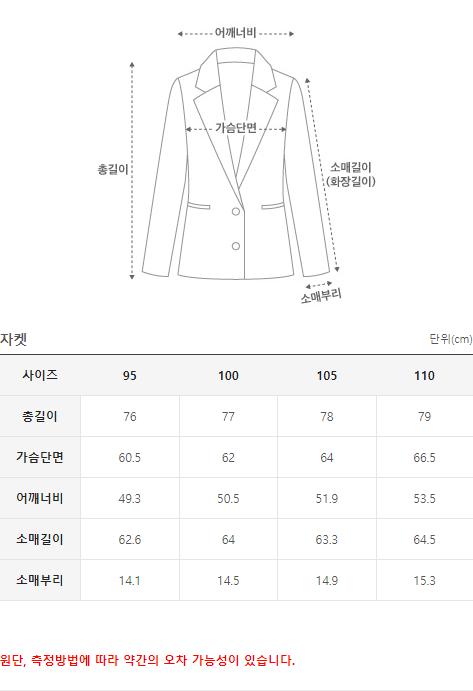 어깨너비
가슴단면
총길이
소매길이
(화장길이)
소매부리
자켓 단위(cm)
사이즈 95 100 105 110
총길이 76 77 78 79
가슴단면 60.5 62 64 66.5
어깨너비 49.3 50.5 51.9 53.5
소매길이 62.6 64 63.3 64.5
소매부리 14.1 14.5 14.9 15.3
원단, 측정방법에 따라 약간의 오차 가능성이 있습니다.